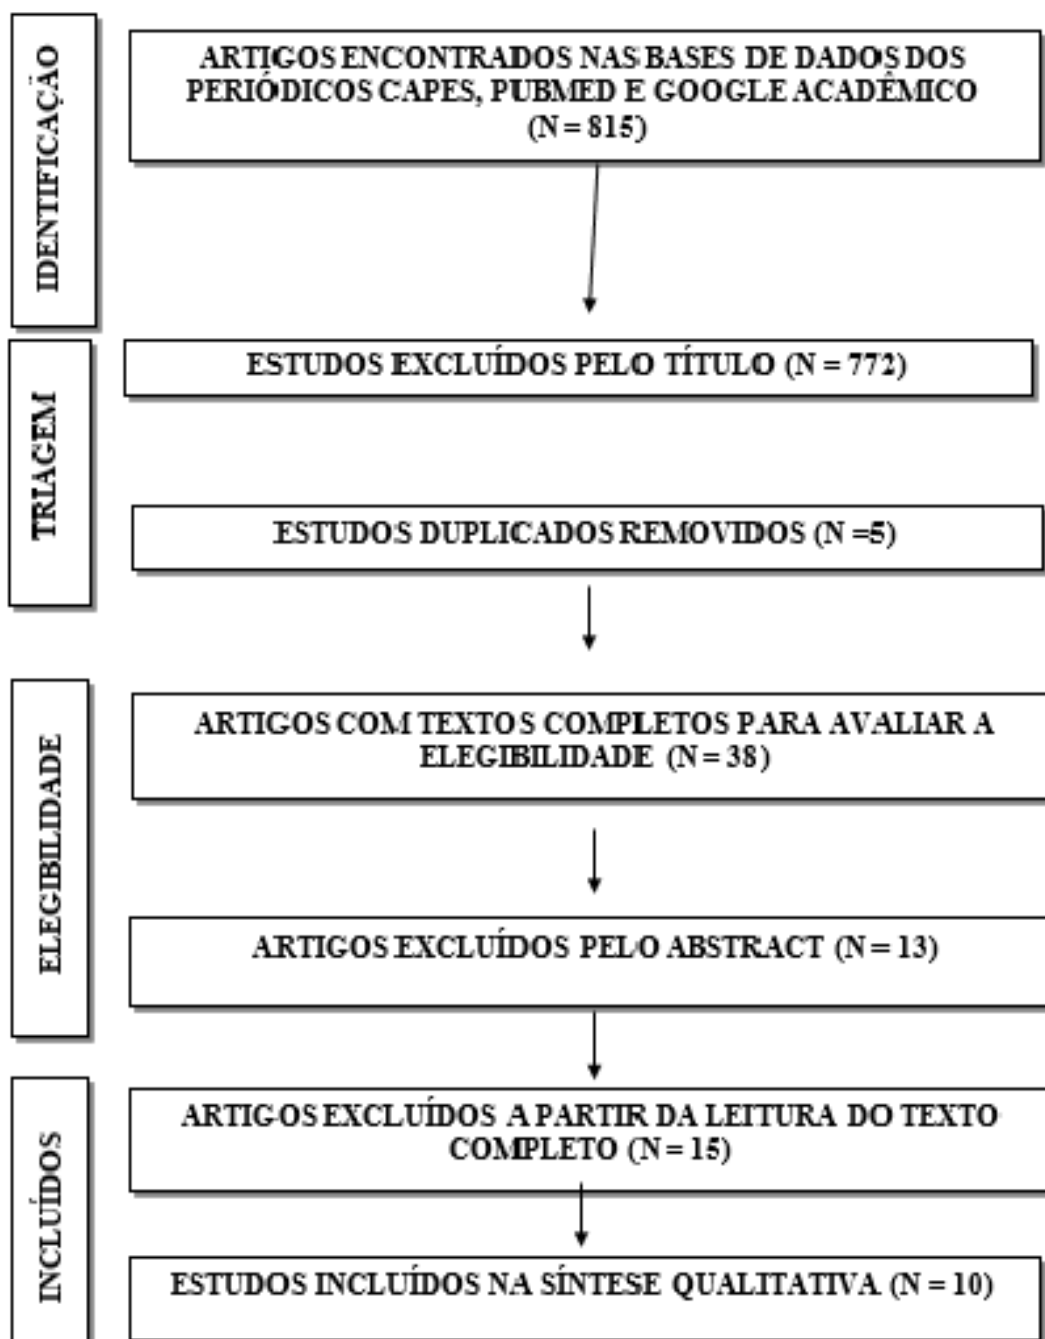 IDENTIFICAÇÃO
ARTIGOS ENCONTRADOS NAS BASES DE DADOS DOS
PERIÓDICOS CAPES, PUBMED E GOOGLE ACADÊMICO
(N = 815)
TRIAGEM
ESTUDOS EXCLUÍDOS PELO TÍTULO (N = 772)
ESTUDOS DUPLICADOS REMOVIDOS (N =5)
ELEGIBILIDADE
ARTIGOS COM TEXTOS COMPLETOS PARA AVALIAR A
ELEGIBILIDADE (N = 38)
ARTIGOS EXCLUÍDOS PELO ABSTRACT (N = 13)
INCLUÍDOS
ARTIGOS EXCLUÍDOS A PARTIR DA LEITURA DO TEXTO
COMPLETO (N = 15)
ESTUDOS INCLUÍDOS NA SÍNTESE QUALITATIVA (N = 10)